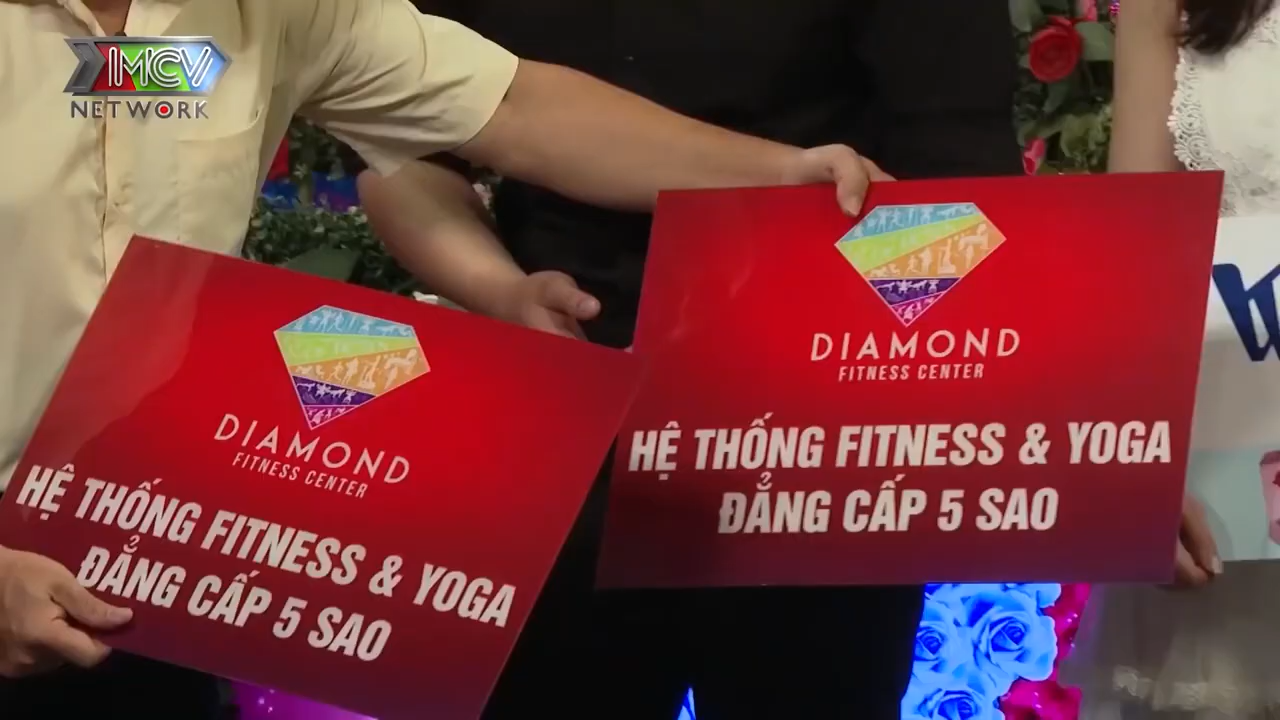 MCV
NETWORK
DIAMOND
FITNESS CENTER
HỆ THỐNG FITNESS & YOGA
ĐẲNG CẤP 5 SAO
DIAMOND
FITNESS CENTER
HỆ THỐNG FITNESS & YOGA
ĐẲNG CẤP 5 SAO